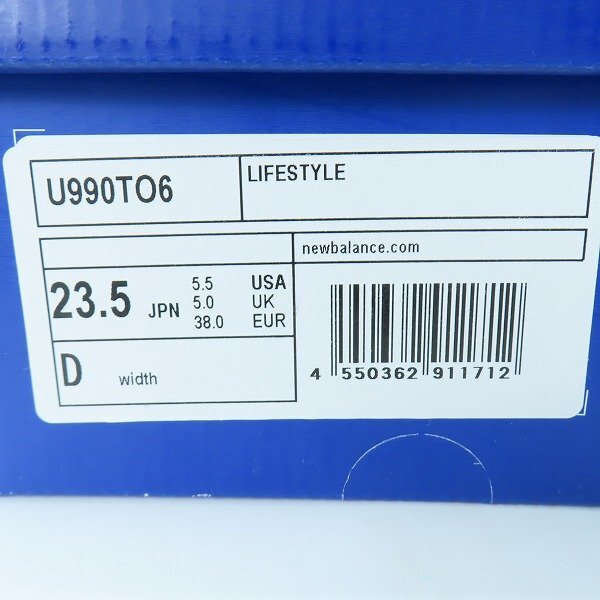 U990TO6
LIFESTYLE
newbalance.com
23.5 JPN
5.5 USA
5.0 UK
38.0 EUR
D width
4 550362 911712